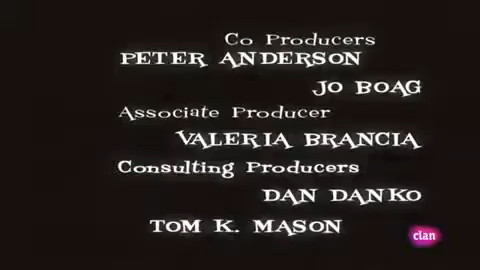 Co Producers
PETER ANDERSON
JO BOAG
Associate Producer
VALERIA BRANCIA
Consulting Producers
DAN DANKO
TOM K. MASON
clan